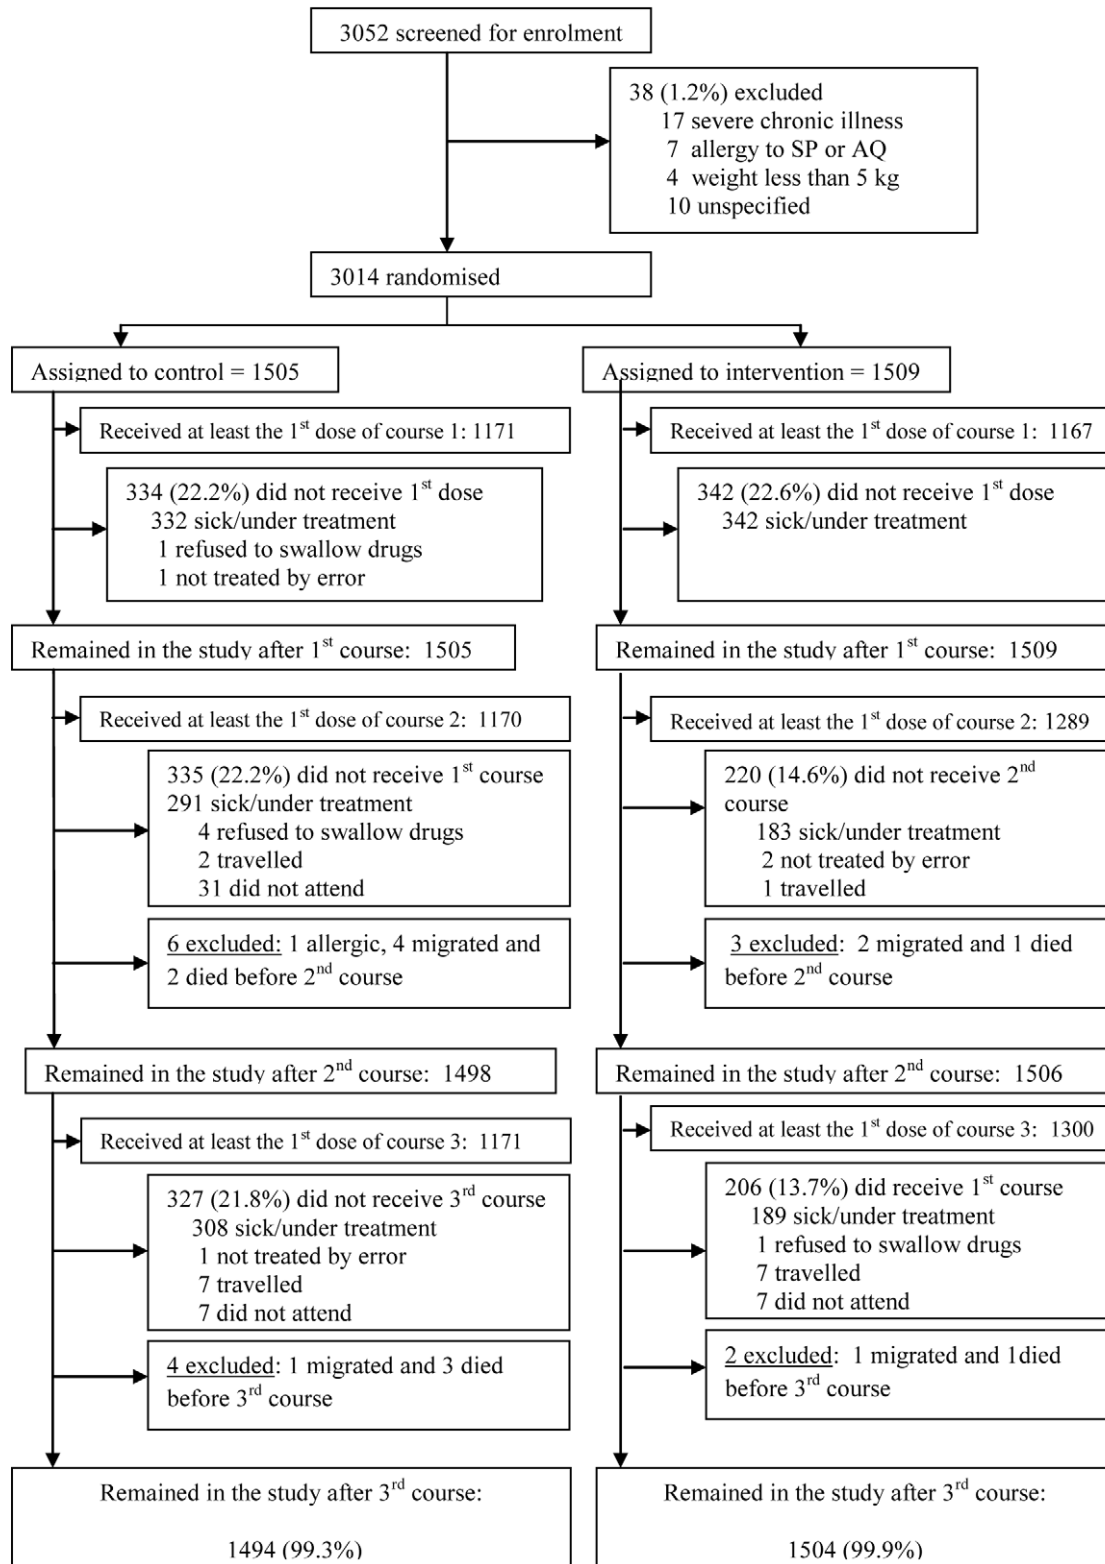 3052 screened for enrolment
38 (1.2%) excluded
17 severe chronic illness
7 allergy to SP or AQ
4 weight less than 5 kg
10 unspecified
3014 randomised
Assigned to control = 1505
Assigned to intervention = 1509
Received at least the 1st dose of course 1: 1171
Received at least the 1st dose of course 1: 1167
334 (22.2%) did not receive 1st dose
332 sick/under treatment
1 refused to swallow drugs
1 not treated by error
342 (22.6%) did not receive 1st dose
342 sick/under treatment
Remained in the study after 1st course: 1505
Remained in the study after 1st course: 1509
Received at least the 1st dose of course 2: 1170
Received at least the 1st dose of course 2: 1289
335 (22.2%) did not receive 1st course
291 sick/under treatment
4 refused to swallow drugs
2 travelled
31 did not attend
220 (14.6%) did not receive 2nd
course
183 sick/under treatment
2 not treated by error
1 travelled
6 excluded: 1 allergic, 4 migrated and
2 died before 2nd course
3 excluded: 2 migrated and 1 died
before 2nd course
Remained in the study after 2nd course: 1498
Remained in the study after 2nd course: 1506
Received at least the 1st dose of course 3: 1171
Received at least the 1st dose of course 3: 1300
327 (21.8%) did not receive 3rd course
308 sick/under treatment
1 not treated by error
7 travelled
7 did not attend
206 (13.7%) did receive 1st course
189 sick/under treatment
1 refused to swallow drugs
7 travelled
7 did not attend
4 excluded: 1 migrated and 3 died
before 3rd course
2 excluded: 1 migrated and 1died
before 3rd course
Remained in the study after 3rd course:
1494 (99.3%)
Remained in the study after 3rd course:
1504 (99.9%)